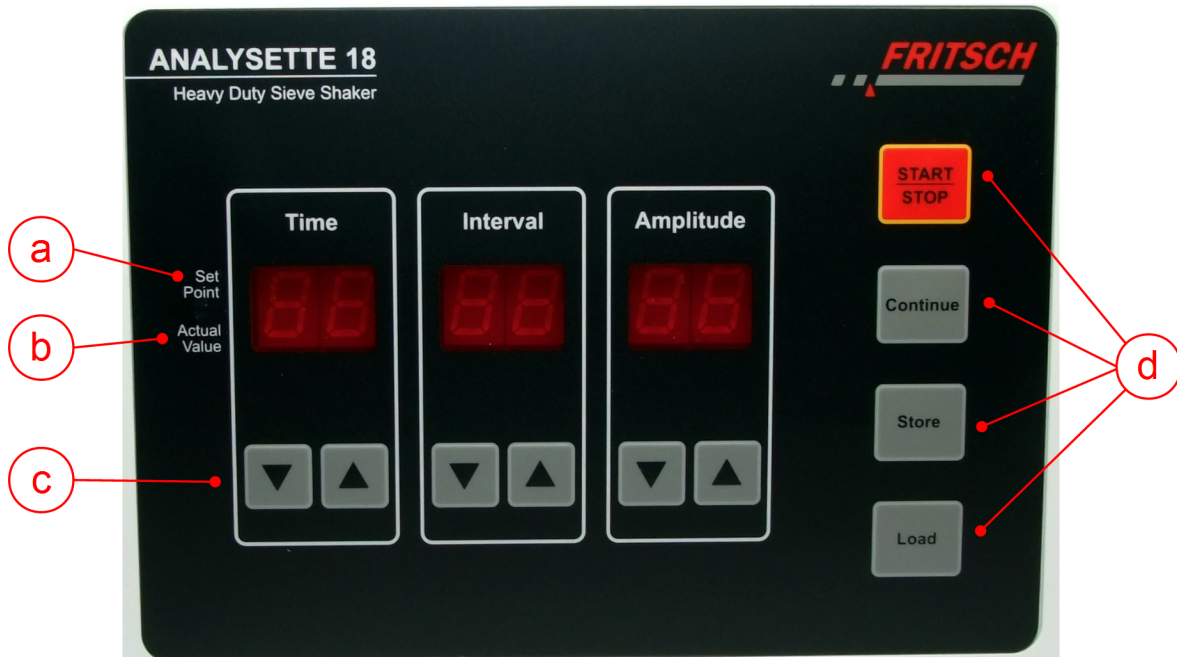 ANALYSETTE 18
Heavy Duty Sieve Shaker
FRITSCH
Time
Interval
Amplitude
Set
Point
Actual
Value
START
STOP
Continue
Store
Load
a
b
c
d